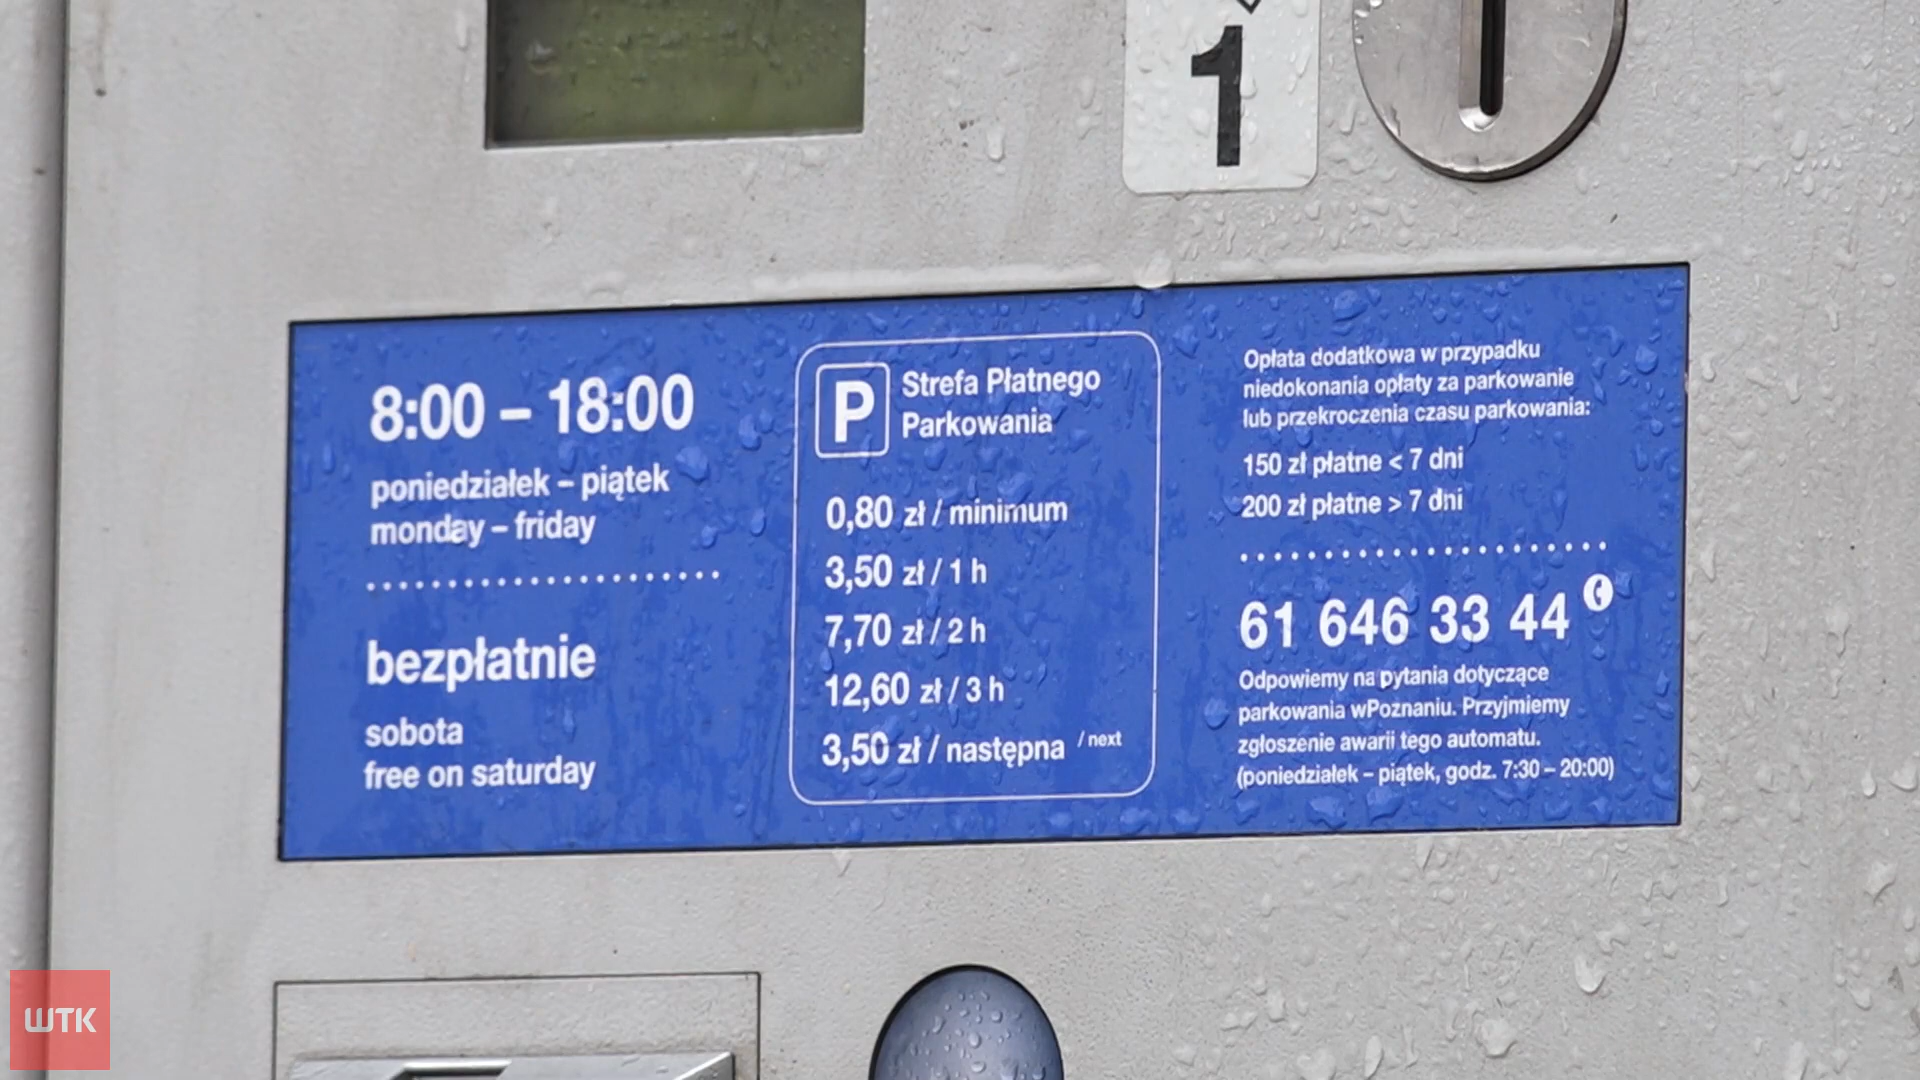 1
8:00 – 18:00
poniedziałek – piątek
monday – friday
bezpłatnie
sobota
free on saturday
P
Strefa Płatnego
Parkowania
0,80 zł / minimum
3,50 zł / 1 h
7,70 zł / 2 h
12,60 zł / 3 h
3,50 zł / następna / next
Opłata dodatkowa w przypadku
niedokonania opłaty za parkowanie
lub przekroczenia czasu parkowania:
150 zł płatne < 7 dni
200 zł płatne > 7 dni
61 646 33 44
Odpowiemy na pytania dotyczące
parkowania wPoznaniu. Przyjmiemy
zgłoszenie awarii tego automatu.
(poniedziałek – piątek, godz. 7:30 – 20:00)
WTK